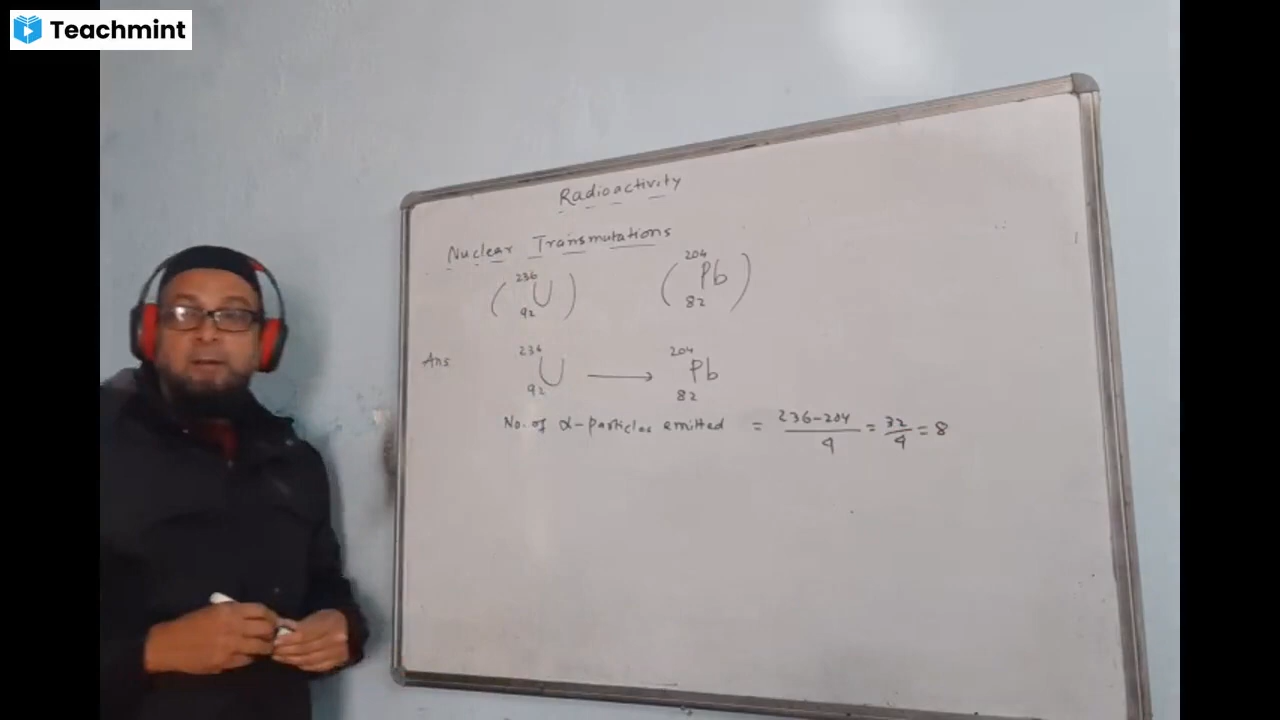 Teachmint
Radioactivity
Nuclear Transmutations
( 236 92 U ) ( 204 82 Pb )
Ans 236 92 U ⟶ 204 82 Pb
No. of α-particles emitted = 236-204/4 = 32/4 = 8